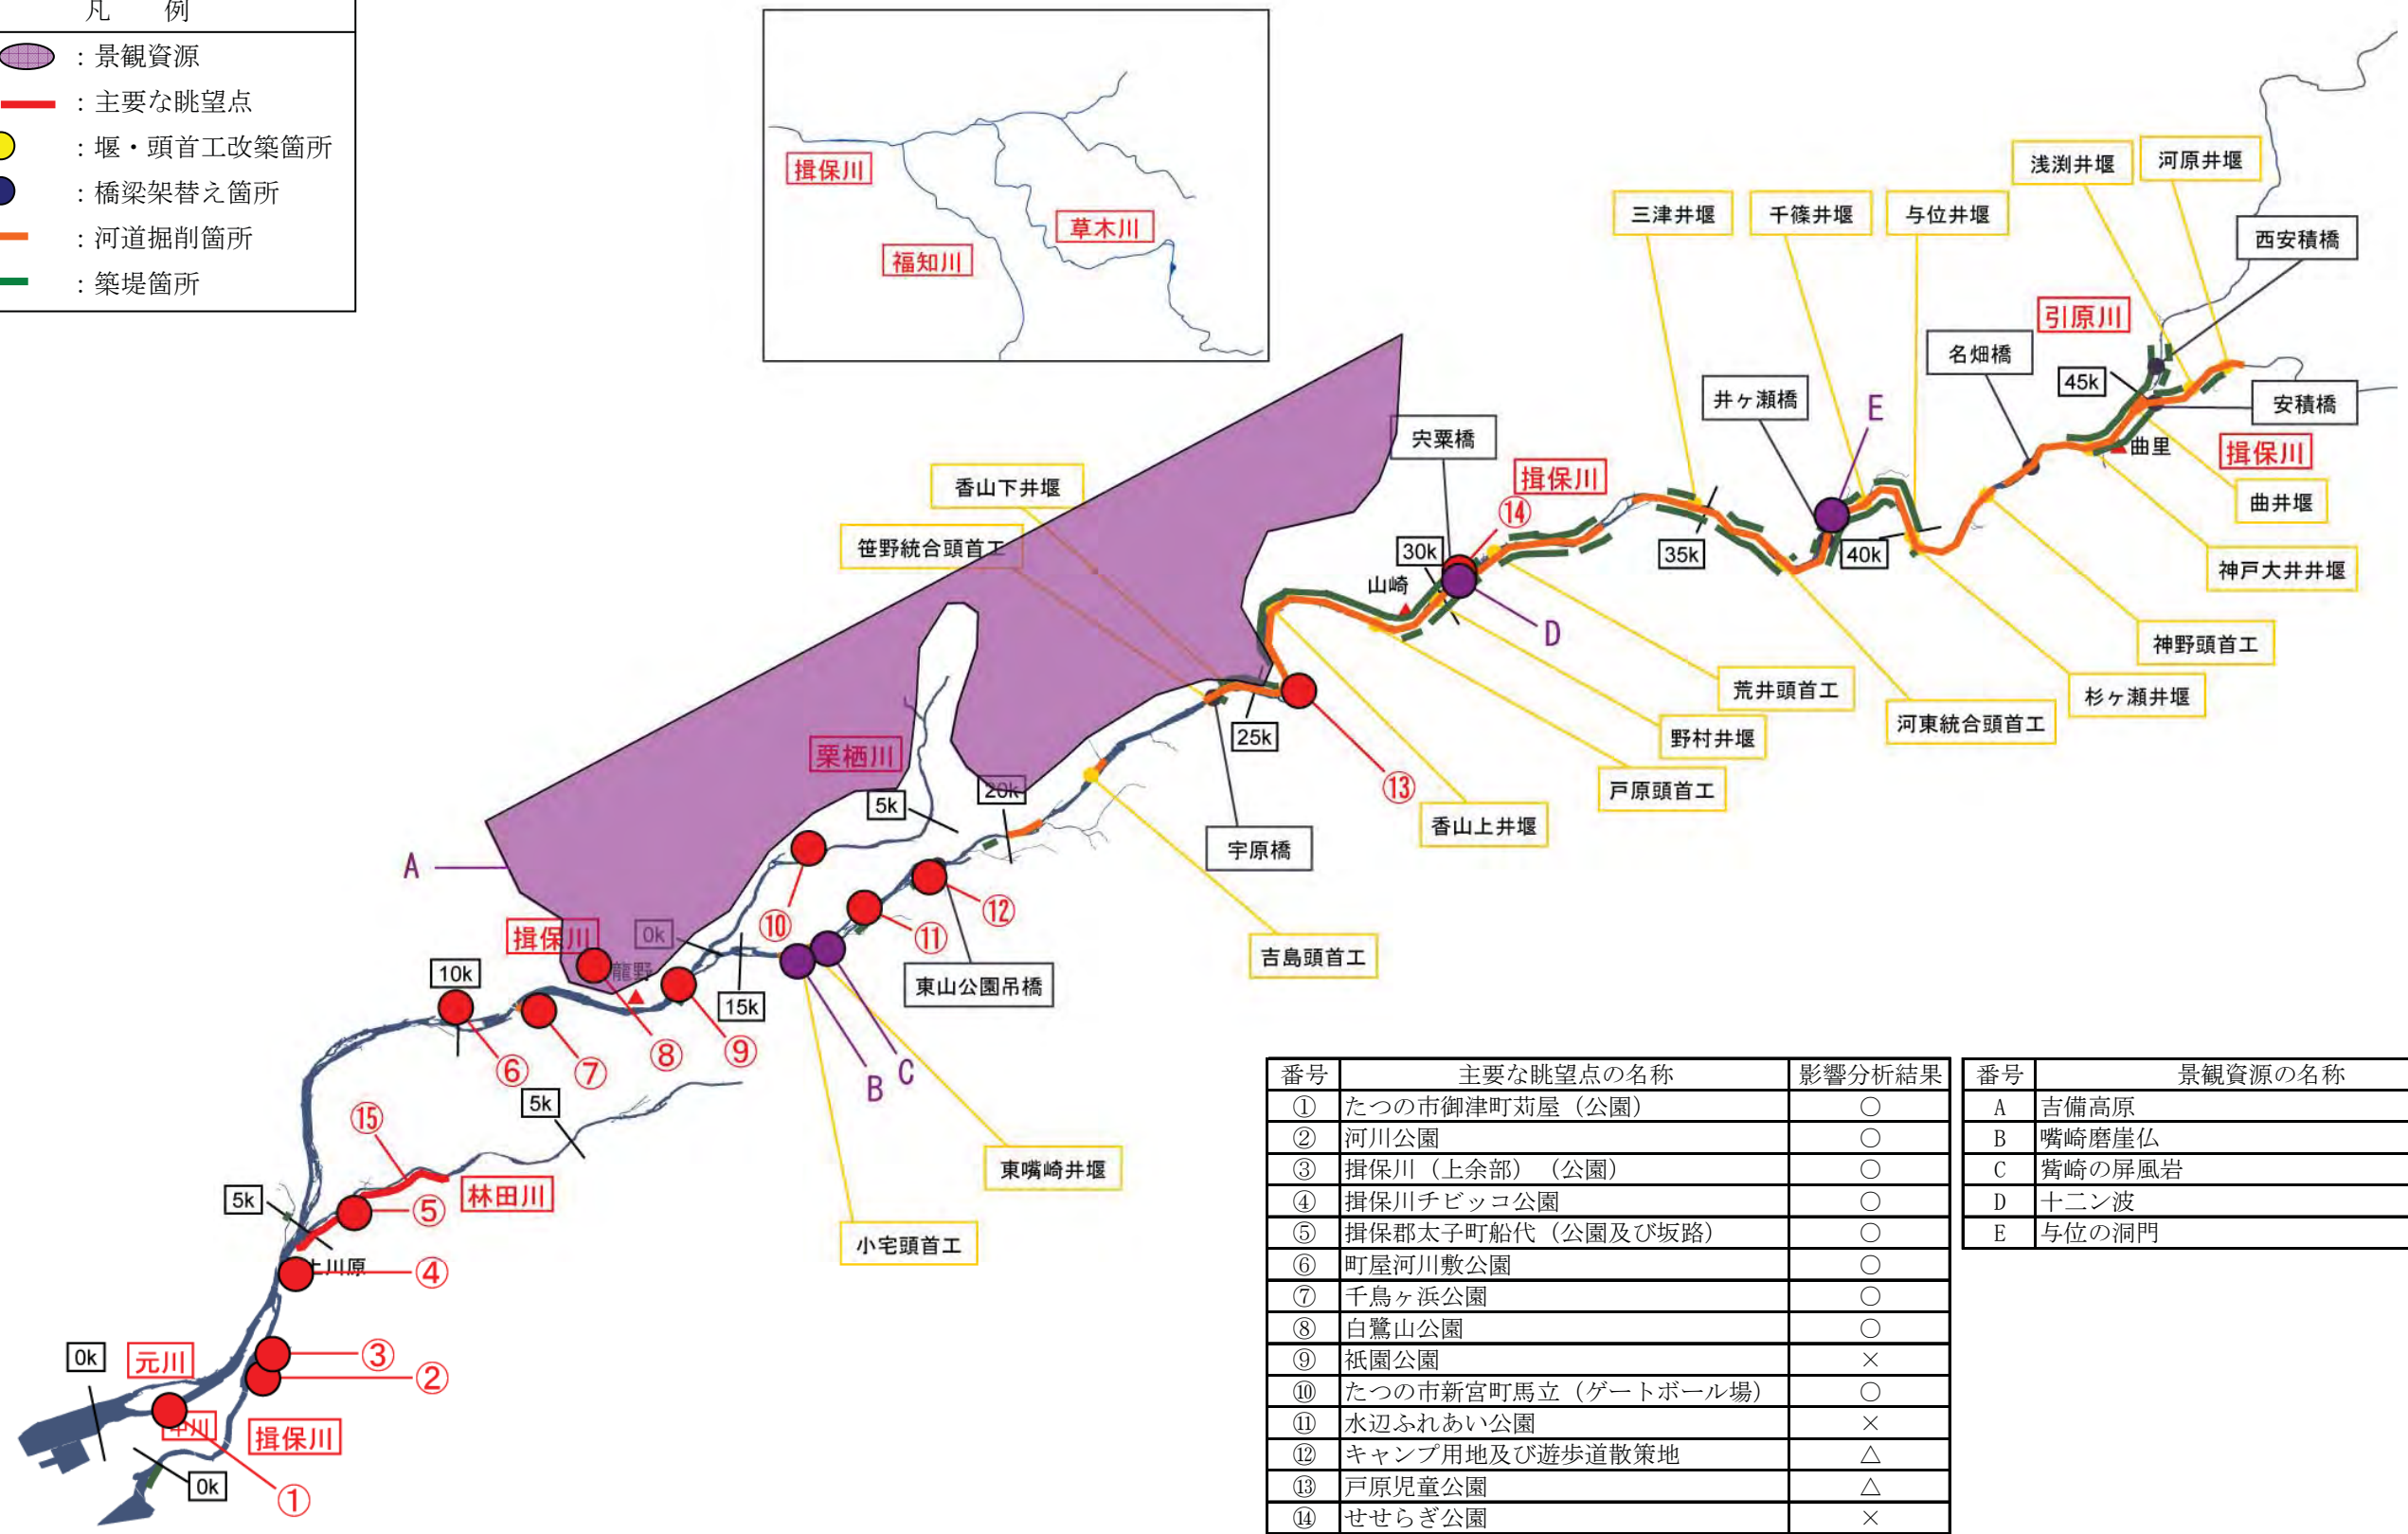 凡　例
：景観資源
：主要な眺望点
：堰・頭首工改築箇所
：橋梁架替え箇所
：河道掘削箇所
：築堤箇所
揖保川
福知川
草木川
浅渕井堰
河原井堰
三津井堰
千篠井堰
与位井堰
西安積橋
引原川
名畑橋
45k
井ヶ瀬橋
安積橋
E
宍粟橋
曲里
揖保川
揖保川
香山下井堰
曲井堰
⑭
笹野統合頭首工
30k
35k
40k
神戸大井井堰
山崎
D
神野頭首工
荒井頭首工
杉ヶ瀬井堰
河東統合頭首工
25k
野村井堰
栗栖川
⑬
戸原頭首工
20k
5k
香山上井堰
宇原橋
A
⑫
⑩
⑪
揖保川
0k
吉島頭首工
龍野
10k
東山公園吊橋
15k
⑨
⑧
⑥
⑦
C
B
5k
⑮
東嘴崎井堰
林田川
5k
⑤
小宅頭首工
上川原
④
0k
元川
③
②
中川
揖保川
0k
①
番号 主要な眺望点の名称 影響分析結果
① たつの市御津町苅屋（公園） ○
② 河川公園 ○
③ 揖保川（上余部）（公園） ○
④ 揖保川チビッコ公園 ○
⑤ 揖保郡太子町船代（公園及び坂路） ○
⑥ 町屋河川敷公園 ○
⑦ 千鳥ヶ浜公園 ○
⑧ 白鷺山公園 ○
⑨ 祇園公園 ×
⑩ たつの市新宮町馬立（ゲートボール場） ○
⑪ 水辺ふれあい公園 ×
⑫ キャンプ用地及び遊歩道散策地 △
⑬ 戸原児童公園 △
⑭ せせらぎ公園 ×
番号 景観資源の名称
A 吉備高原
B 嘴崎磨崖仏
C 觜崎の屏風岩
D 十二ン波
E 与位の洞門